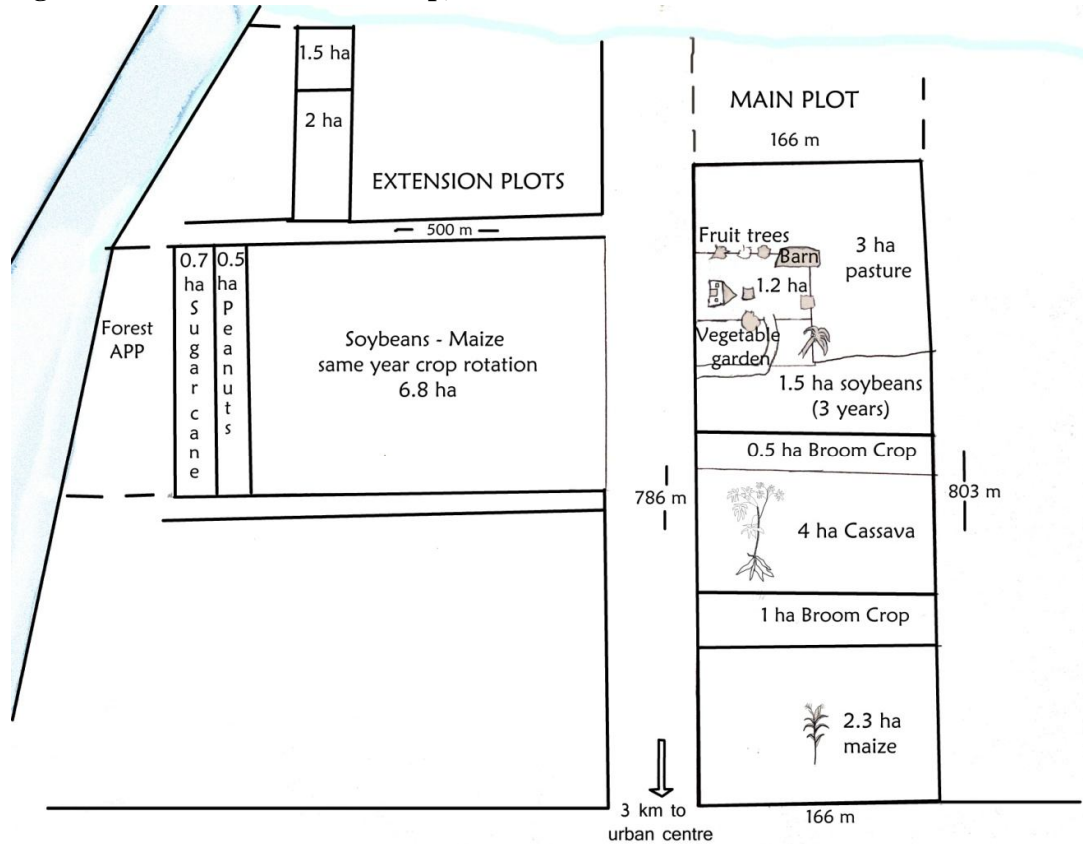 1.5 ha
2 ha
EXTENSION PLOTS
500 m
0.7
ha
Sugar cane
0.5
ha
Peanuts
Forest
APP
Soybeans - Maize
same year crop rotation
6.8 ha
MAIN PLOT
166 m
Fruit trees
Barn
3 ha
pasture
1.2 ha
Vegetable
garden
1.5 ha soybeans
(3 years)
0.5 ha Broom Crop
786 m
803 m
4 ha Cassava
1 ha Broom Crop
2.3 ha
maize
3 km to
urban centre
166 m